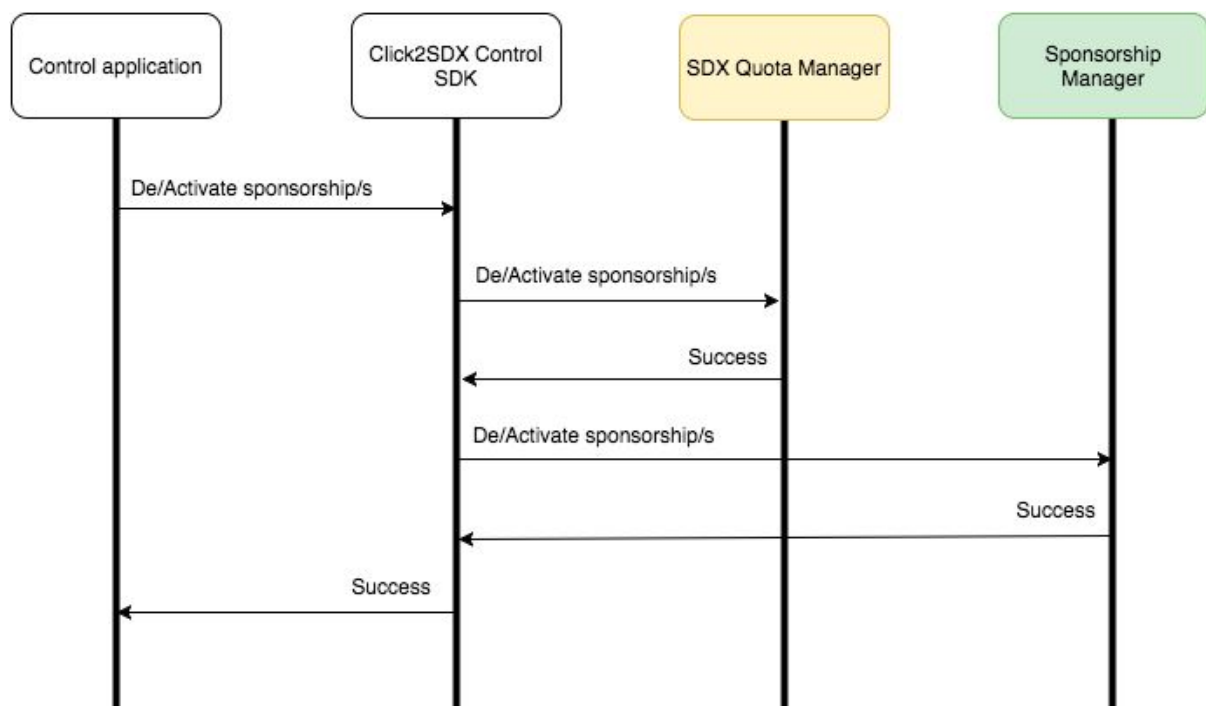 Control application
Click2SDX Control
SDK
SDX Quota Manager
Sponsorship
Manager
De/Activate sponsorship/s
De/Activate sponsorship/s
Success
De/Activate sponsorship/s
Success
Success